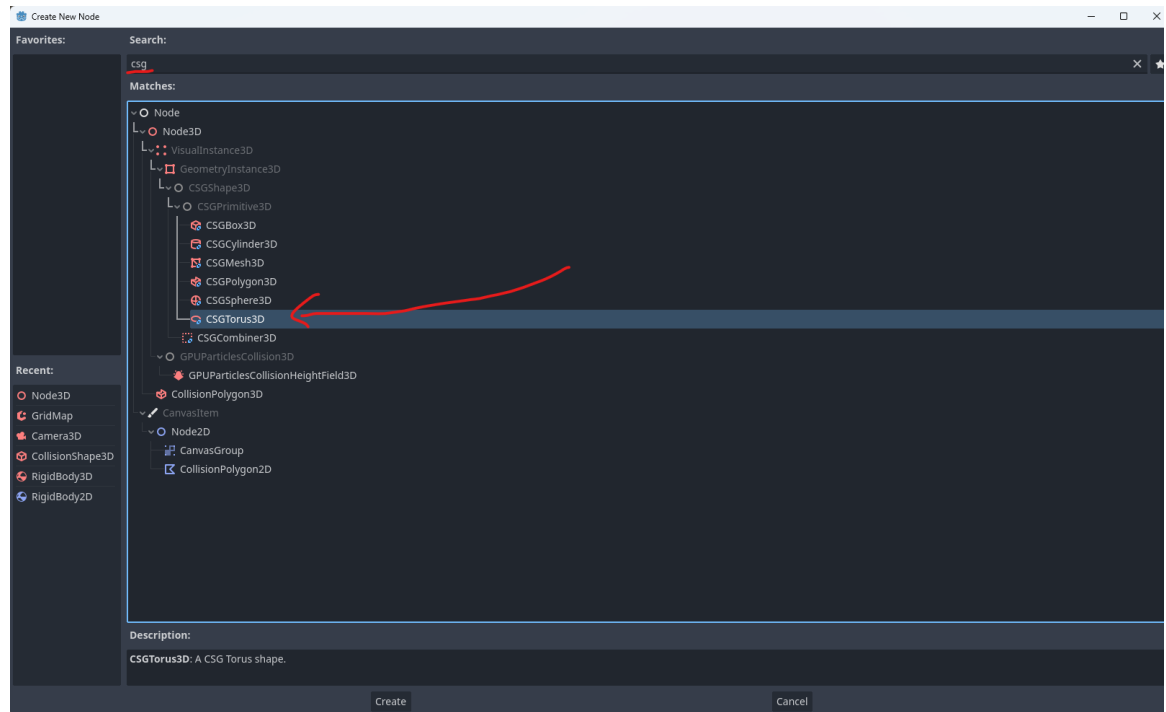 Create New Node
Favorites:
Search:
csg
Matches:
Node
Node3D
VisualInstance3D
GeometryInstance3D
CSGShape3D
CSGPrimitive3D
CSGBox3D
CSGCylinder3D
CSGMesh3D
CSGPolygon3D
CSGSphere3D
CSGTorus3D
CSGCombiner3D
GPUParticlesCollision3D
GPUParticlesCollisionHeightField3D
CollisionPolygon3D
CanvasItem
Node2D
CanvasGroup
CollisionPolygon2D
Recent:
Node3D
GridMap
Camera3D
CollisionShape3D
RigidBody3D
RigidBody2D
Description:
CSGTorus3D: A CSG Torus shape.
Create
Cancel